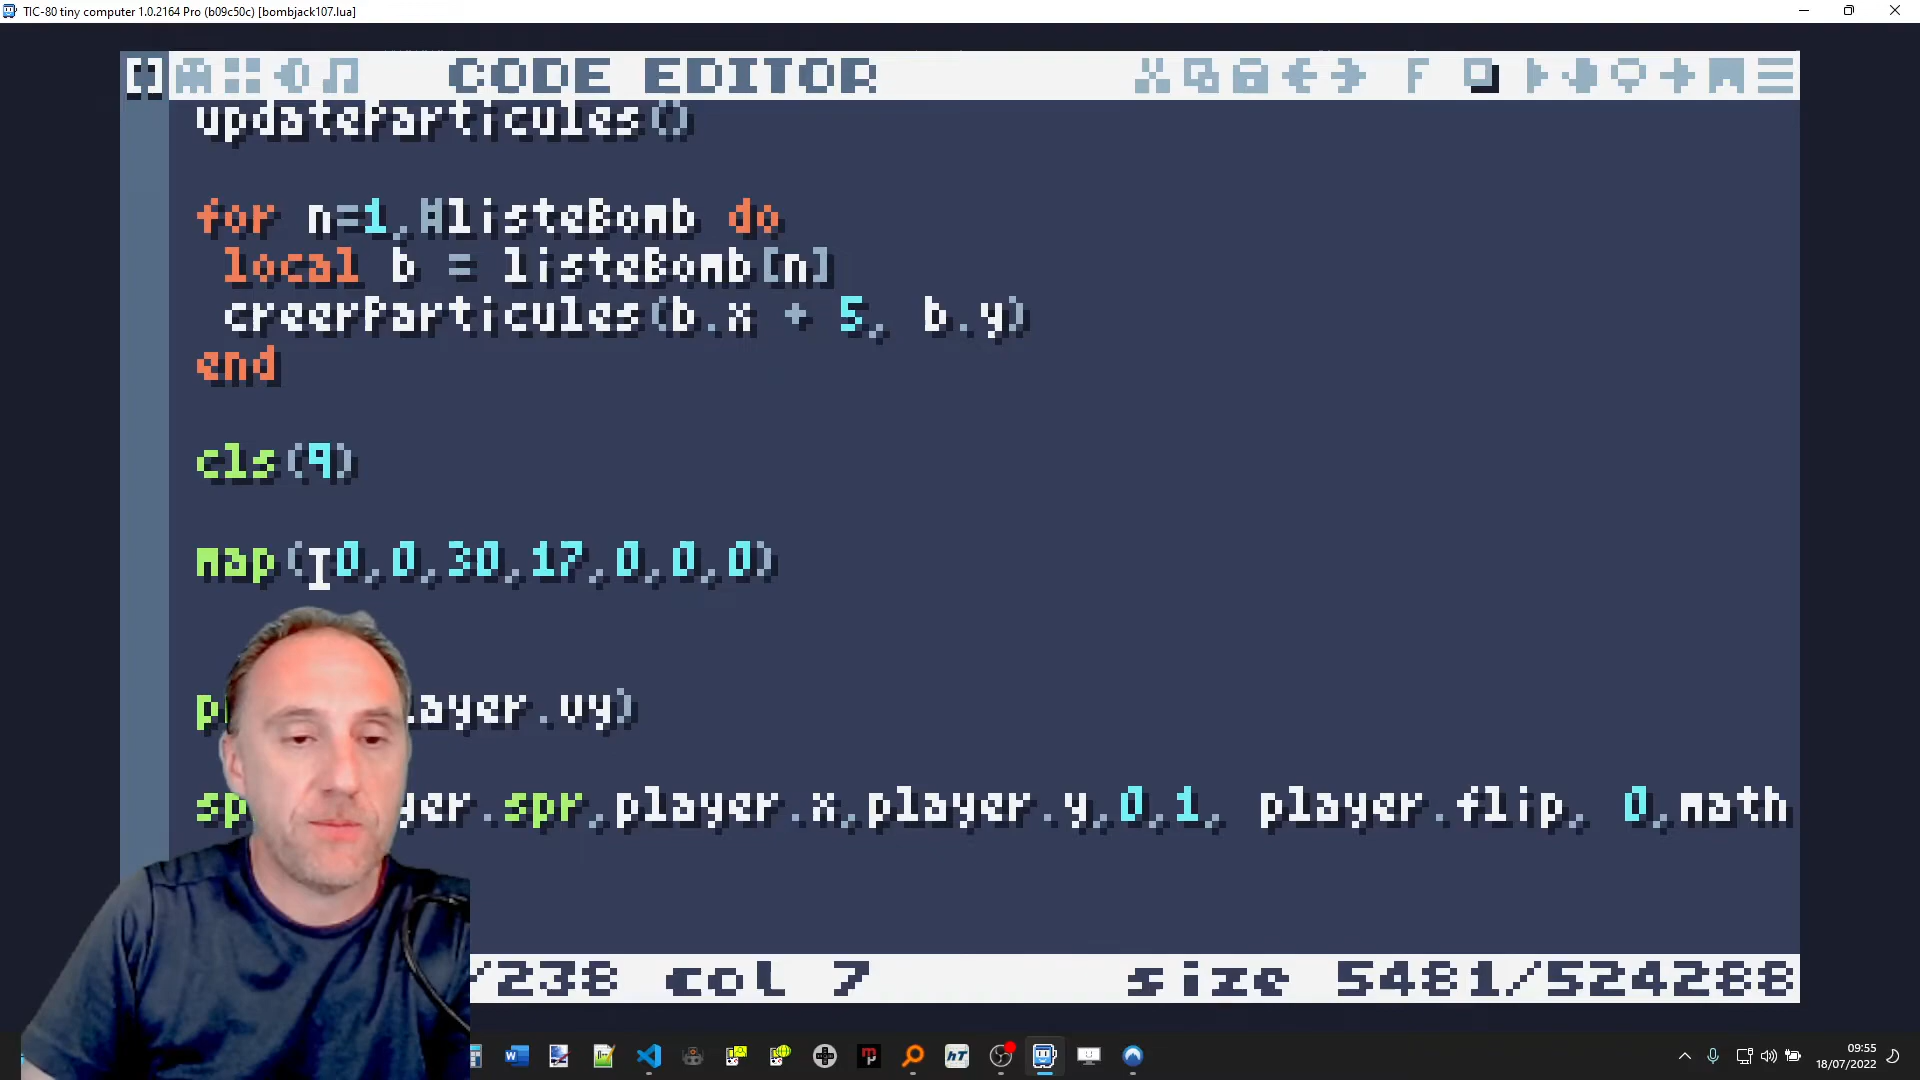 TIC-80 tiny computer 1.0.2164 Pro (b09c50c) [bombjack107.lua]
CODE EDITOR
F
updateParticules()
for n=1,#listeBomb do
local b = listeBomb[n]
creerParticules(b.x + 5, b.y)
end
cls(9)
map( 0,0,30,17,0,0,0)
layer.vy)
yer.spr,player.x,player.y,0,1, player.flip, 0,math
/238 col 7 size 5481/524288
09:55
18/07/2022